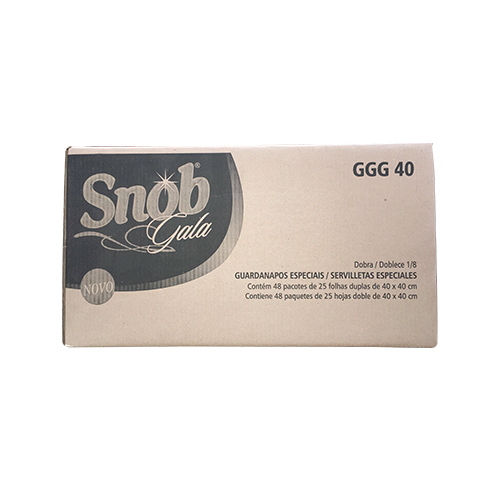 Snob®
Gala
NOVO
GGG 40
Dobra / Doblece 1/8
GUARDANAPOS ESPECIAIS / SERVILLETAS ESPECIALES
Contém 48 pacotes de 25 folhas duplas de 40 x 40 cm
Contiene 48 paquetes de 25 hojas doble de 40 x 40 cm